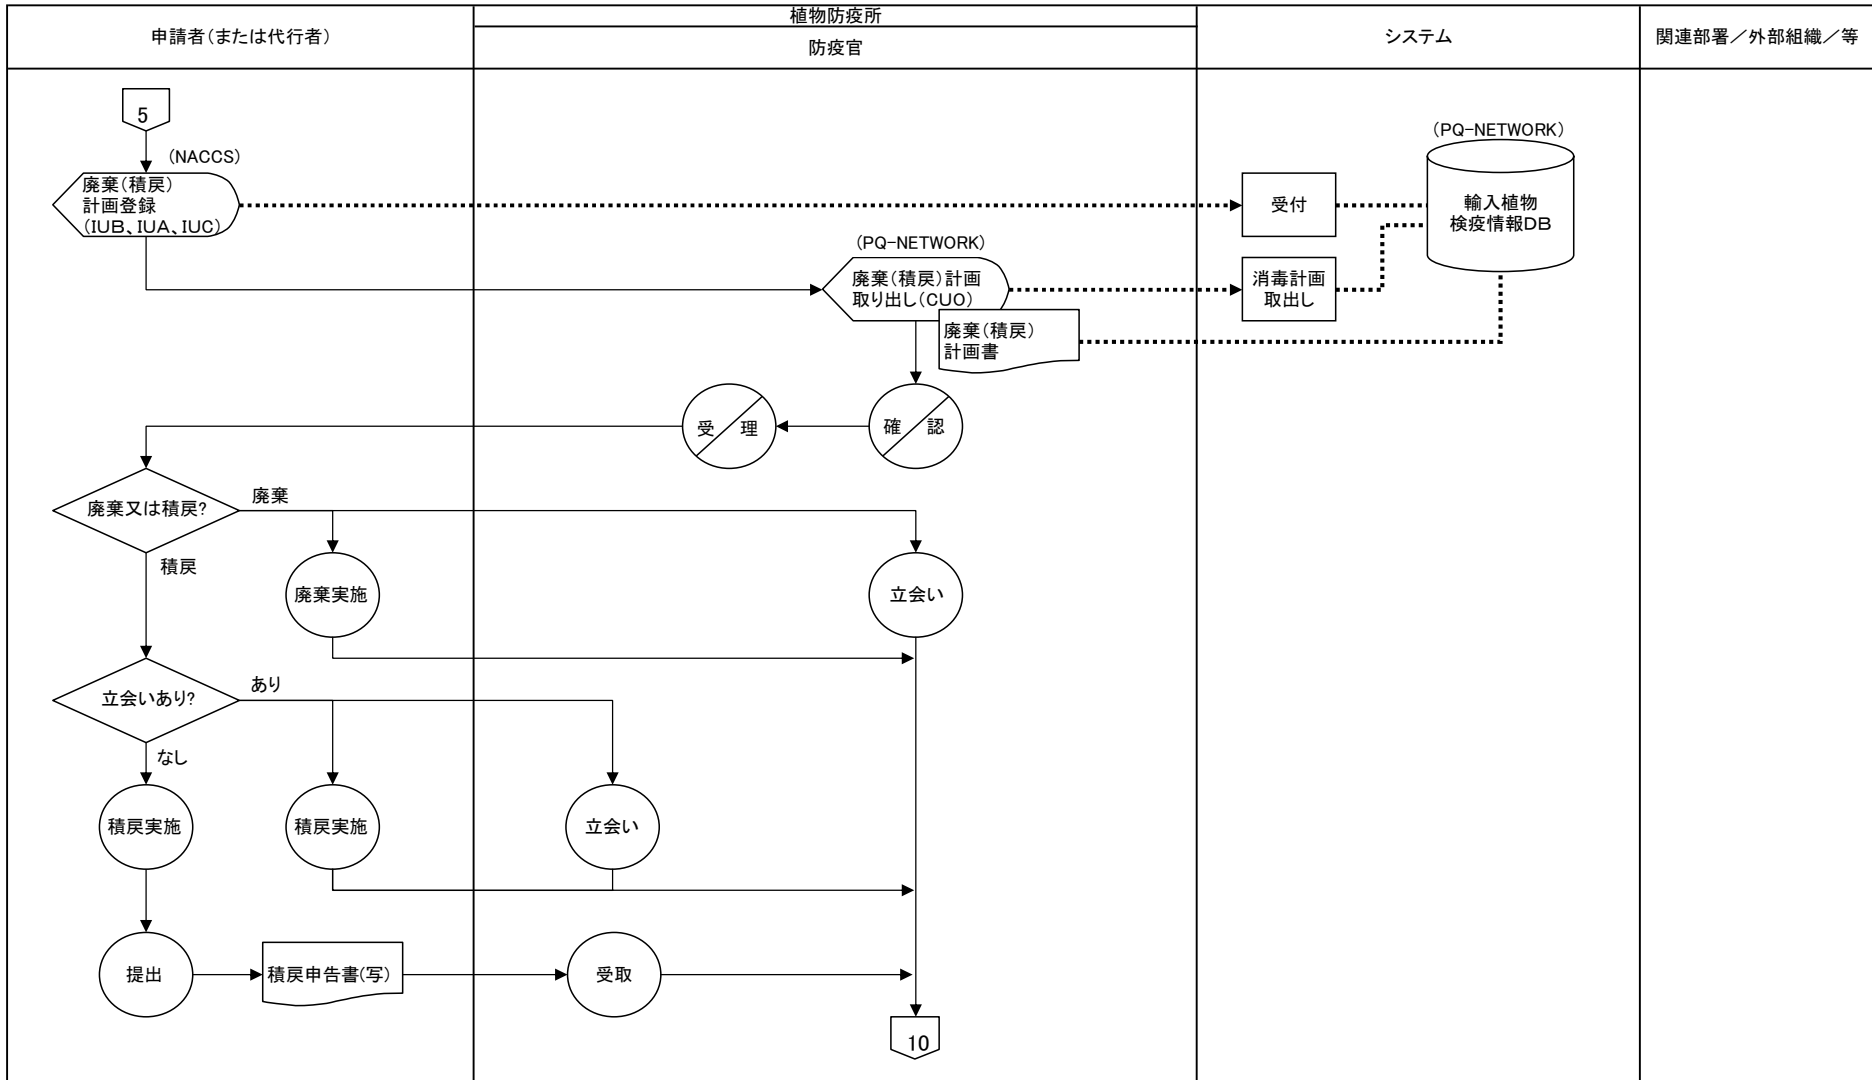 申請者(または代行者)
植物防疫所
防疫官
システム
関連部署/外部組織/等
5
(NACCS)
廃棄(積戻)
計画登録
(IUB、IUA、IUC)
受付
(PQ-NETWORK)
輸入植物
検疫情報DB
(PQ-NETWORK)
廃棄(積戻)計画
取り出し(CUO)
消毒計画
取出し
廃棄(積戻)
計画書
受 理
確 認
廃棄又は積戻?
廃棄
積戻
廃棄実施
立会い
立会いあり?
あり
なし
積戻実施
積戻実施
立会い
提出
積戻申告書(写)
受取
10